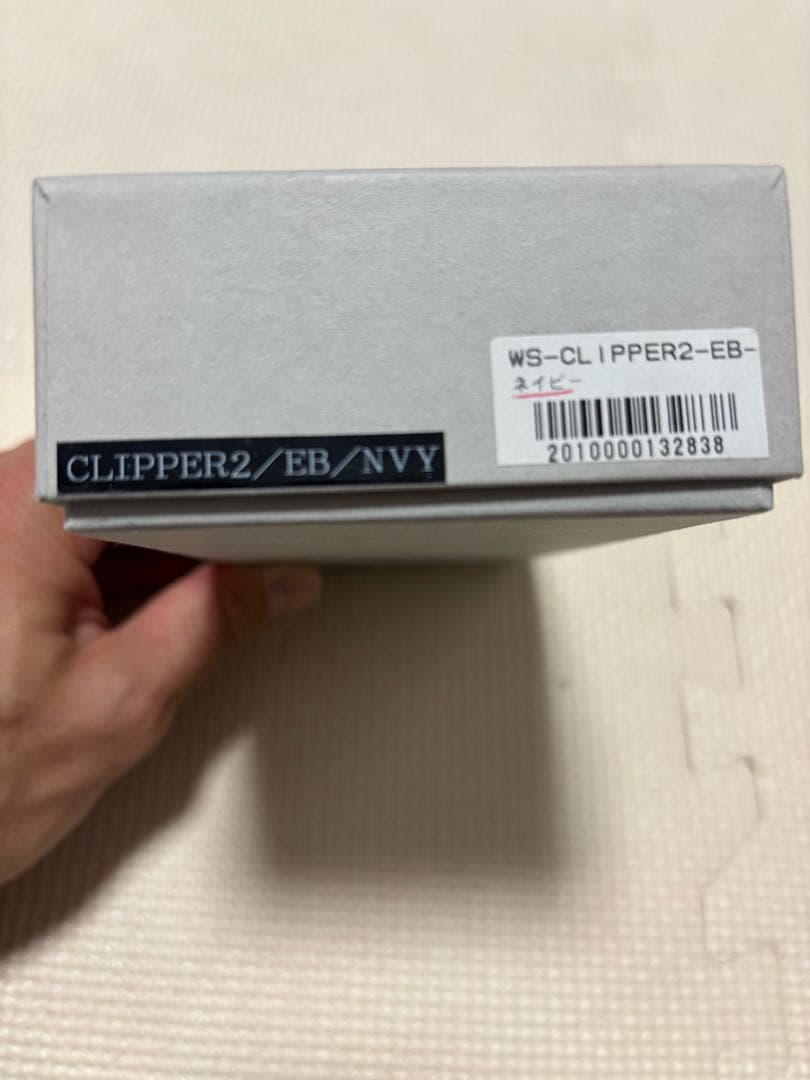 WS-CLIPPER2-EB-
ネイビー
2010000132838
CLIPPER2/EB/NVY